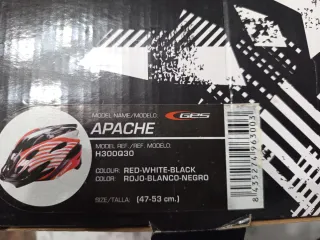 MODEL NAME/MODELO: GES
APACHE
MODEL REF./REF. MODELO:
H300Q30
COLOUR: RED-WHITE-BLACK
COLOR: ROJO-BLANCO-NEGRO
SIZE/TALLA: (47-53 cm.)